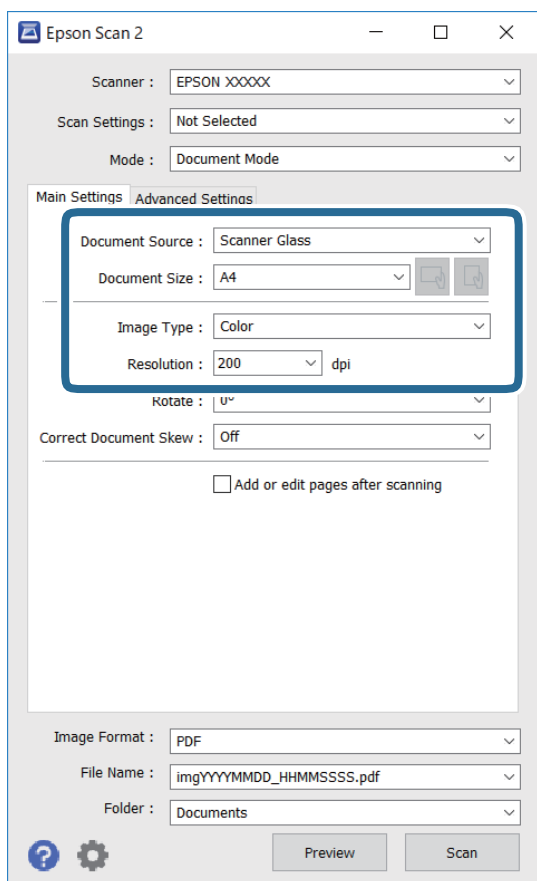 Epson Scan 2
Scanner : EPSON XXXXX
Scan Settings : Not Selected
Mode : Document Mode
Main Settings Advanced Settings
Document Source : Scanner Glass
Document Size : A4
Image Type : Color
Resolution : 200 dpi
Rotate : 0°
Correct Document Skew : Off
Add or edit pages after scanning
Image Format : PDF
File Name : imgYYYYMMDD_HHMMSSSS.pdf
Folder : Documents
? Preview Scan